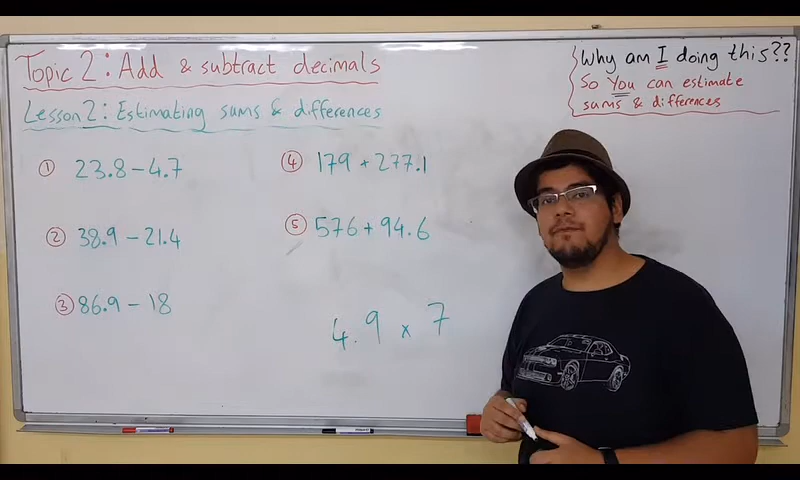 Topic 2: Add & subtract decimals
Lesson 2: Estimating sums & differences
Why am I doing this??
So You can estimate
sums & differences
① 23.8 - 4.7
② 38.9 - 21.4
③ 86.9 - 18
④ 179 + 277.1
⑤ 576 + 94.6
4.9 x 7